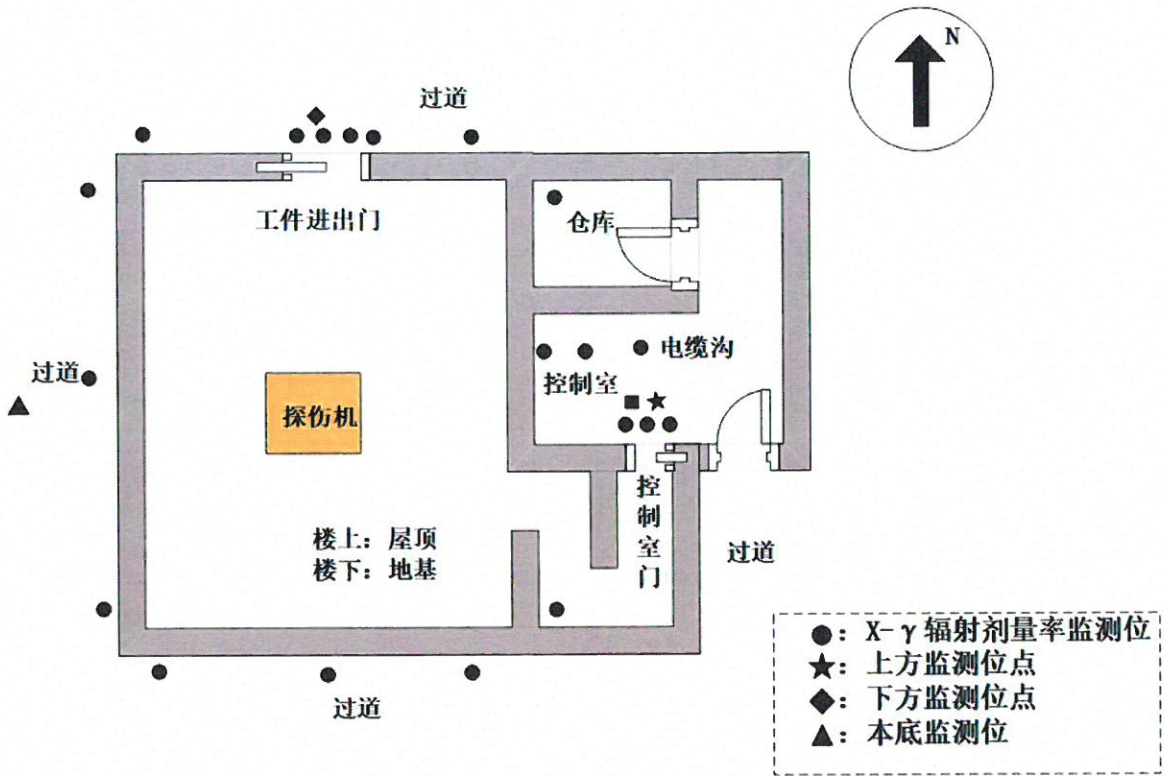 N
过道
工件进出门
仓库
过道
电缆沟
控制室
探伤机
控
制
室
门
楼上：屋顶
楼下：地基
过道
过道
●：X-γ辐射剂量率监测位
★：上方监测位点
◆：下方监测位点
▲：本底监测位